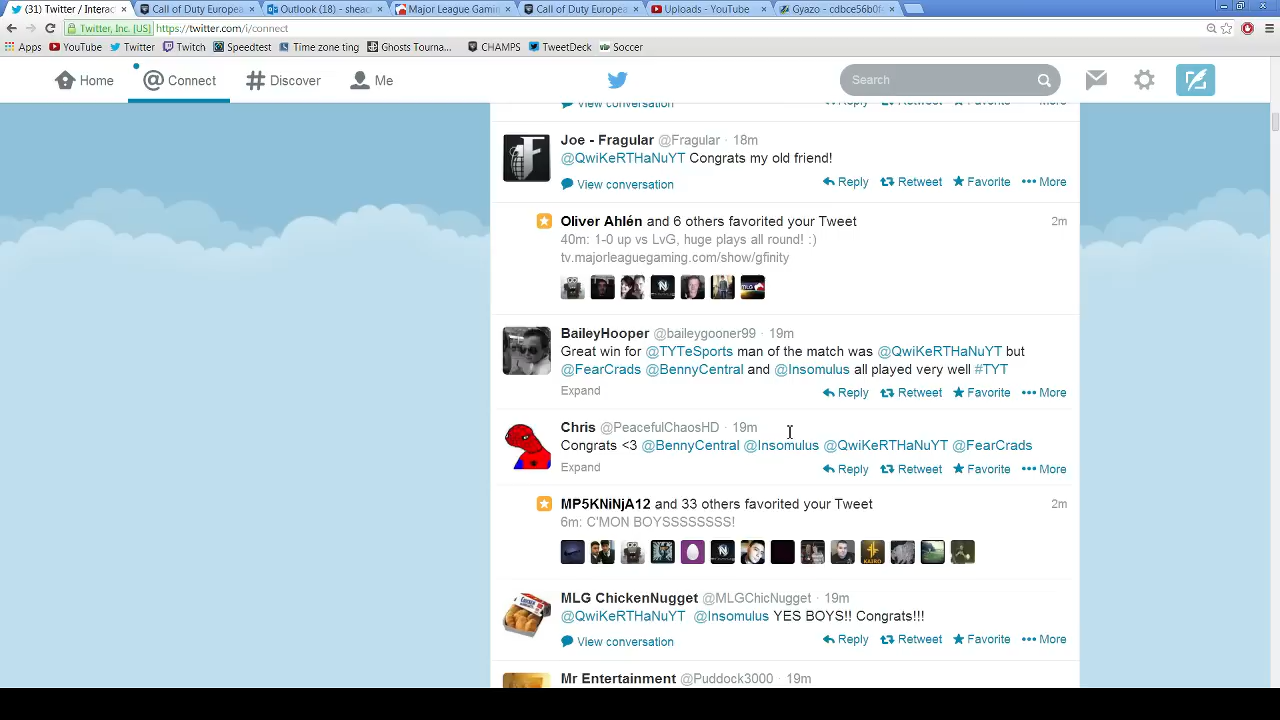 (31) Twitter / Interac
Call of Duty Europea
Outlook (18) - sheao
Major League Gamin
Call of Duty Europea
Uploads - YouTube
Gyazo - cdbce56b0f
Twitter, Inc. [US]
https://twitter.com/i/connect
Apps
YouTube
Twitter
Twitch
Speedtest
Time zone ting
Ghosts Tourna...
CHAMPS
TweetDeck
Soccer
Home
@ Connect
# Discover
Me
Search
View conversation
Reply
Retweet
Favorite
More
Joe - Fragular @Fragular · 18m
@QwiKeRTHaNuYT Congrats my old friend!
View conversation
Reply
Retweet
Favorite
••• More
Oliver Ahlén and 6 others favorited your Tweet
2m
40m: 1-0 up vs LvG, huge plays all round! :)
tv.majorleaguegaming.com/show/gfinity
BaileyHooper @baileygooner99 · 19m
Great win for @TYTeSports man of the match was @QwiKeRTHaNuYT but
@FearCrads @BennyCentral and @Insomulus all played very well #TYT
Expand
Reply
Retweet
Favorite
••• More
Chris @PeacefulChaosHD · 19m
Congrats <3 @BennyCentral @Insomulus @QwiKeRTHaNuYT @FearCrads
Expand
Reply
Retweet
Favorite
••• More
MP5KNiNjA12 and 33 others favorited your Tweet
2m
6m: C'MON BOYSSSSSSSS!
MLG ChickenNugget @MLGChicNugget · 19m
@QwiKeRTHaNuYT @Insomulus YES BOYS!! Congrats!!!
View conversation
Reply
Retweet
Favorite
••• More
Mr Entertainment @Puddock3000 · 19m